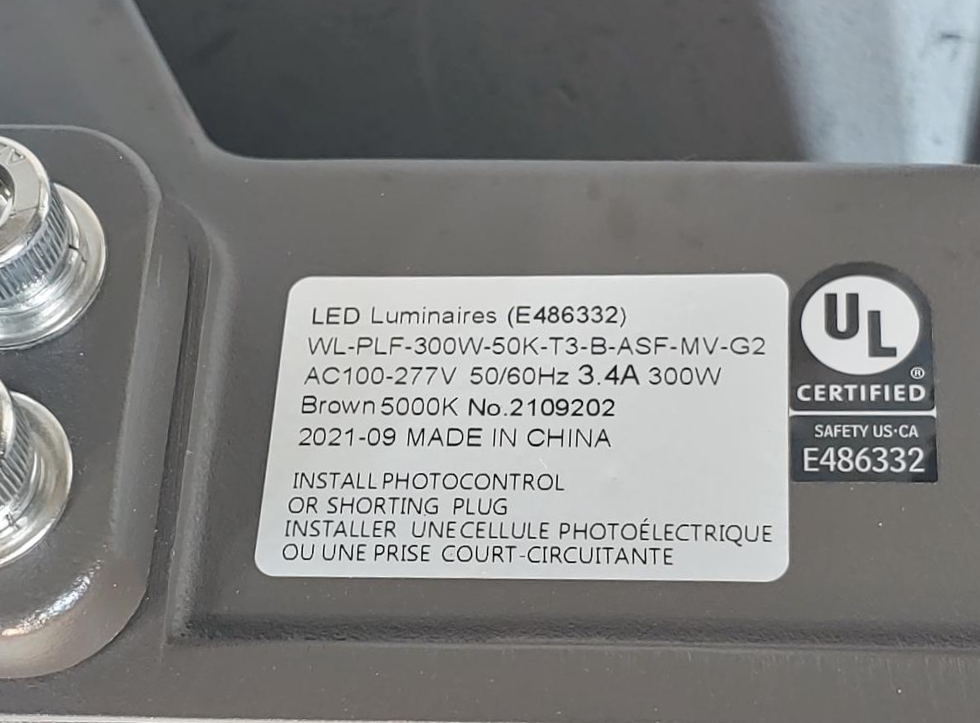 LED Luminaires (E486332)
WL-PLF-300W-50K-T3-B-ASF-MV-G2
AC100-277V 50/60Hz 3.4A 300W
Brown 5000K No.2109202
2021-09 MADE IN CHINA
INSTALL PHOTOCONTROL
OR SHORTING PLUG
INSTALLER UNECELLULE PHOTOÉLECTRIQUE
OU UNE PRISE COURT-CIRCUITANTE
UL ®
CERTIFIED
SAFETY US·CA
E486332